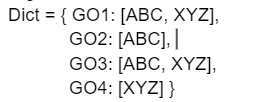 Dict = { GO1: [ABC, XYZ],
GO2: [ABC],
GO3: [ABC, XYZ],
GO4: [XYZ] }